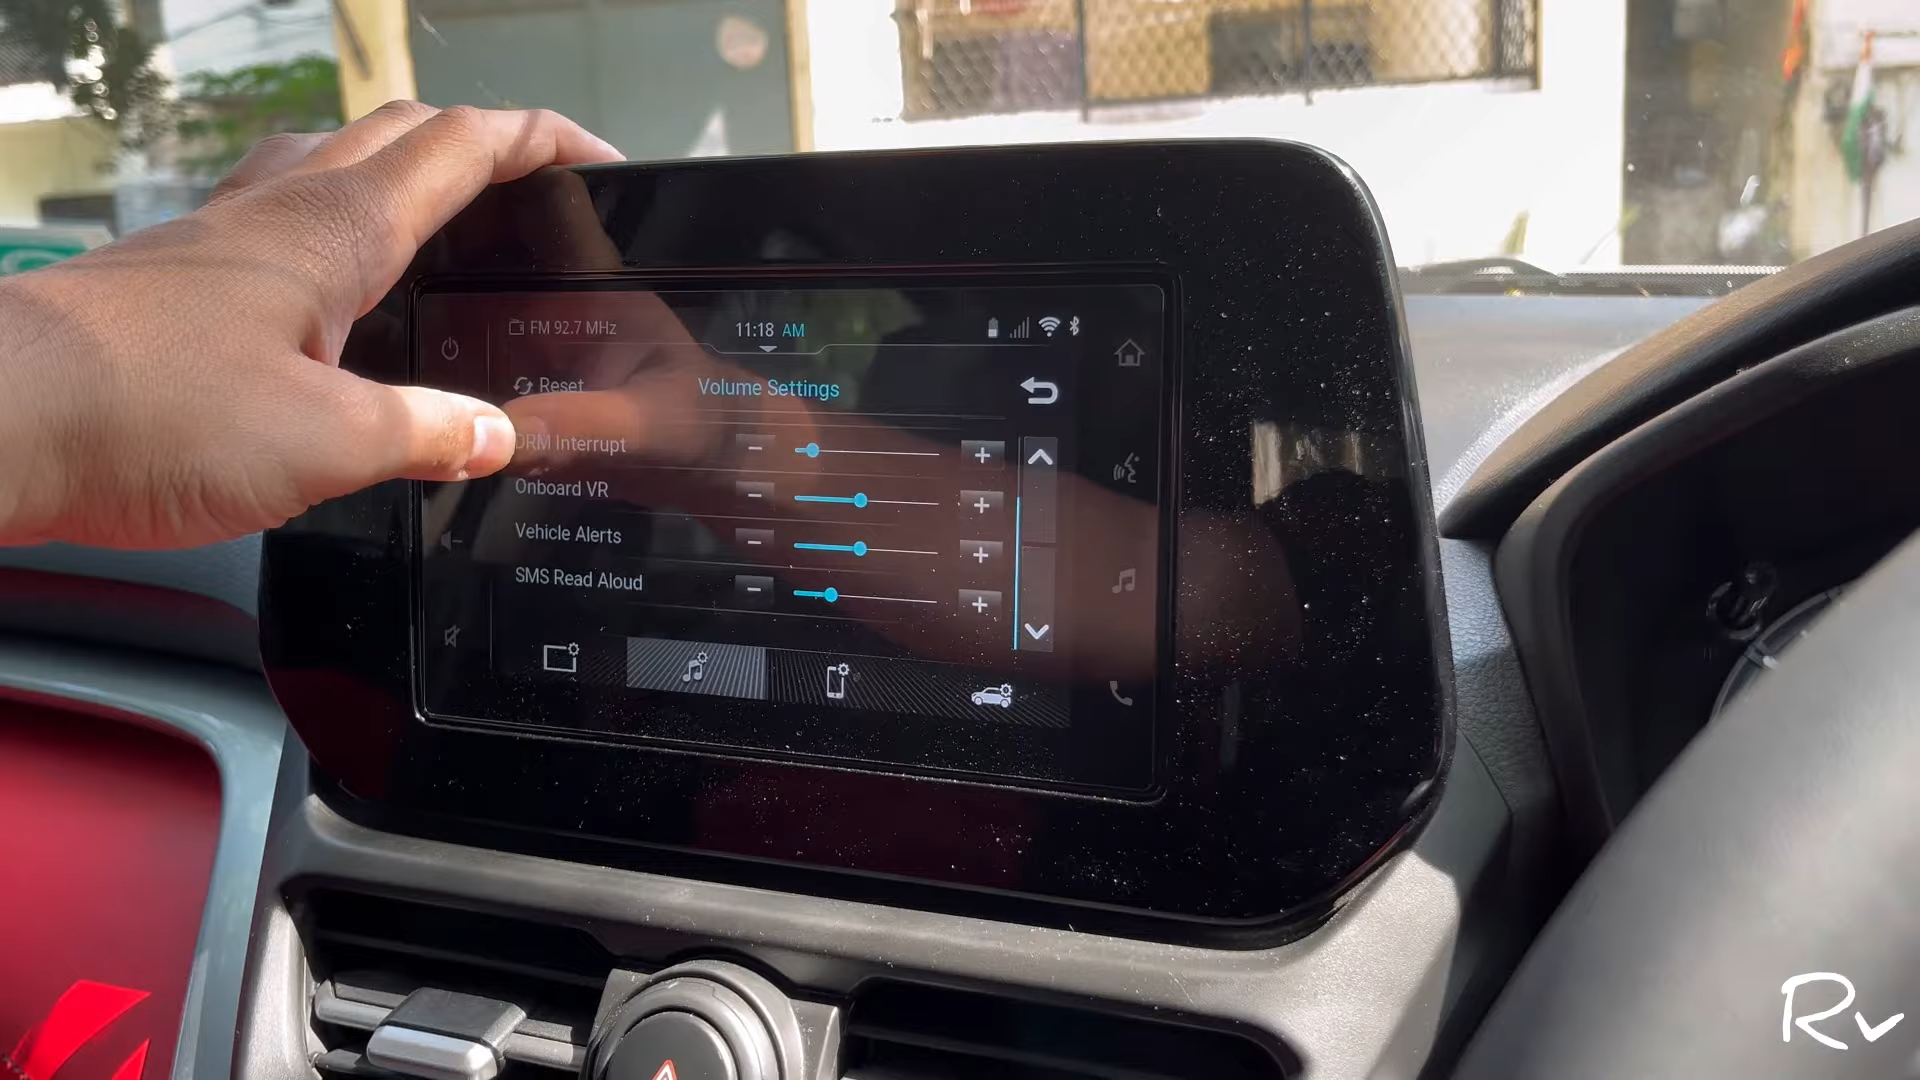 FM 92.7 MHz
11:18 AM
Reset
Volume Settings
DRM Interrupt
Onboard VR
Vehicle Alerts
SMS Read Aloud
Rv